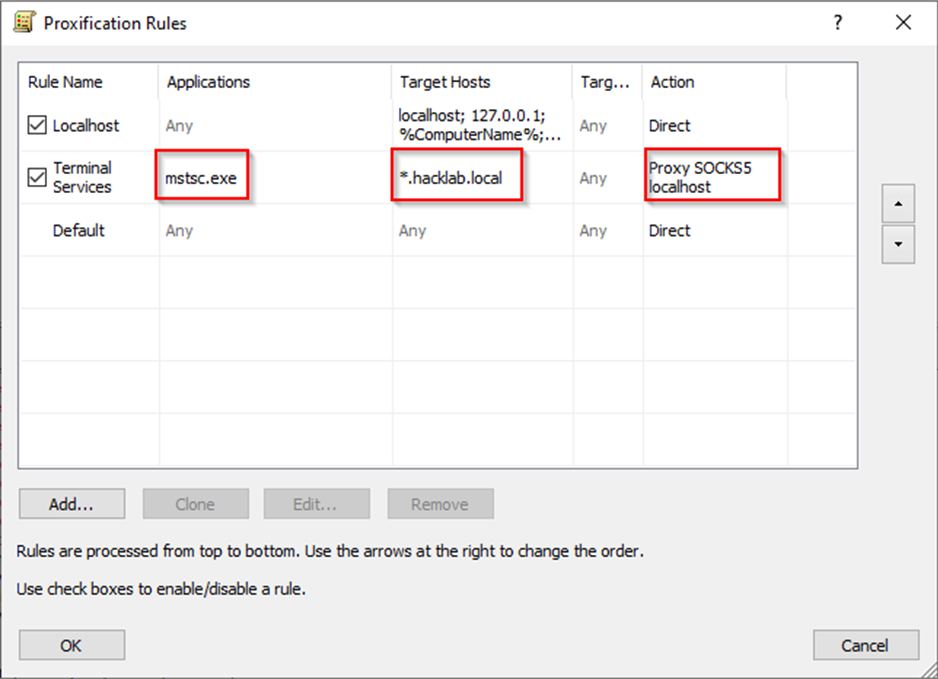 Proxification Rules
?
Rule Name Applications Target Hosts Targ... Action
Localhost Any localhost; 127.0.0.1; %ComputerName%;... Any Direct
Terminal Services mstsc.exe *.hacklab.local Any Proxy SOCKS5 localhost
Default Any Any Any Direct
Add... Clone Edit... Remove
Rules are processed from top to bottom. Use the arrows at the right to change the order.
Use check boxes to enable/disable a rule.
OK Cancel